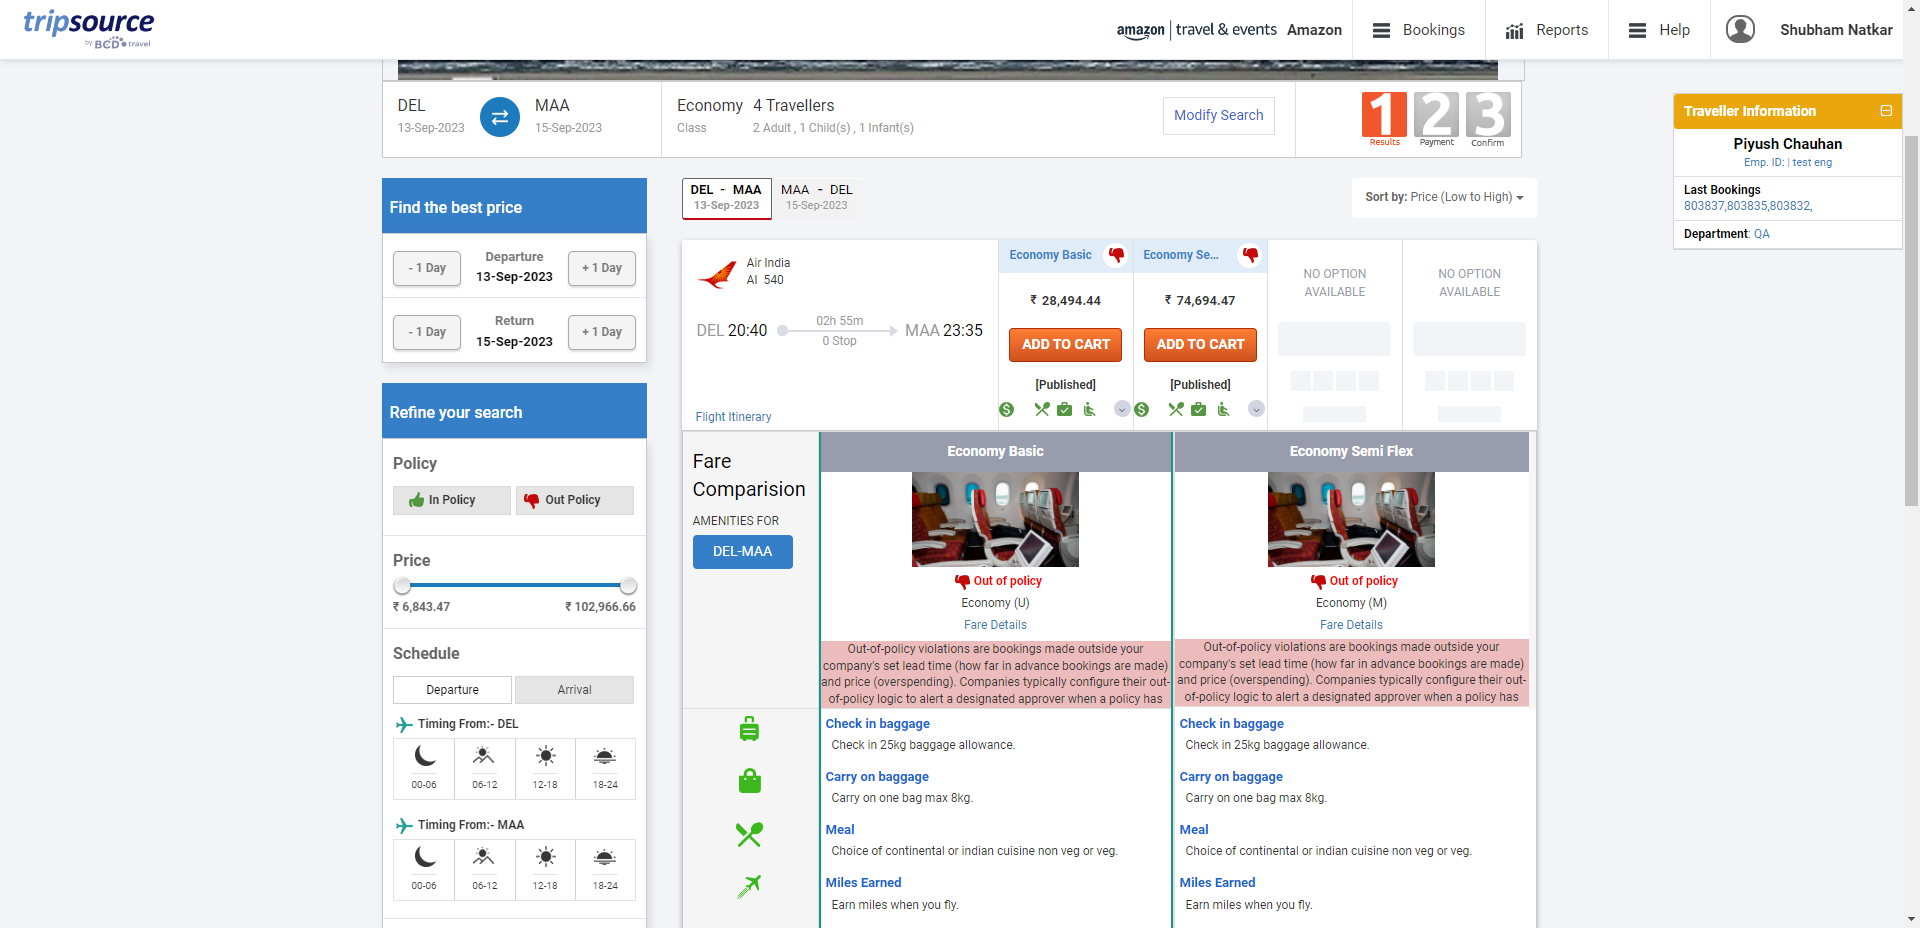 tripsource
by BCD travel
amazon | travel & events Amazon
Bookings
Reports
Help
Shubham Natkar
DEL
13-Sep-2023
MAA
15-Sep-2023
Economy
Class
4 Travellers
2 Adult , 1 Child(s) , 1 Infant(s)
Modify Search
1
Results
2
Payment
3
Confirm
Traveller Information
Piyush Chauhan
Emp. ID: | test eng
Last Bookings
803837,803835,803832,
Department: QA
Find the best price
- 1 Day
Departure
13-Sep-2023
+ 1 Day
- 1 Day
Return
15-Sep-2023
+ 1 Day
Refine your search
Policy
In Policy
Out Policy
Price
₹ 6,843.47
₹ 102,966.66
Schedule
Departure
Arrival
Timing From:- DEL
00-06
06-12
12-18
18-24
Timing From:- MAA
00-06
06-12
12-18
18-24
DEL - MAA
13-Sep-2023
MAA - DEL
15-Sep-2023
Sort by: Price (Low to High)
Air India
AI 540
DEL 20:40
02h 55m
0 Stop
MAA 23:35
Flight Itinerary
Economy Basic
₹ 28,494.44
ADD TO CART
[Published]
Economy Se...
₹ 74,694.47
ADD TO CART
[Published]
NO OPTION
AVAILABLE
NO OPTION
AVAILABLE
Fare
Comparision
AMENITIES FOR
DEL-MAA
Economy Basic
Out of policy
Economy (U)
Fare Details
Out-of-policy violations are bookings made outside your
company's set lead time (how far in advance bookings are made)
and price (overspending). Companies typically configure their out-
of-policy logic to alert a designated approver when a policy has
Check in baggage
Check in 25kg baggage allowance.
Carry on baggage
Carry on one bag max 8kg.
Meal
Choice of continental or indian cuisine non veg or veg.
Miles Earned
Earn miles when you fly.
Economy Semi Flex
Out of policy
Economy (M)
Fare Details
Out-of-policy violations are bookings made outside your
company's set lead time (how far in advance bookings are made)
and price (overspending). Companies typically configure their out-
of-policy logic to alert a designated approver when a policy has
Check in baggage
Check in 25kg baggage allowance.
Carry on baggage
Carry on one bag max 8kg.
Meal
Choice of continental or indian cuisine non veg or veg.
Miles Earned
Earn miles when you fly.